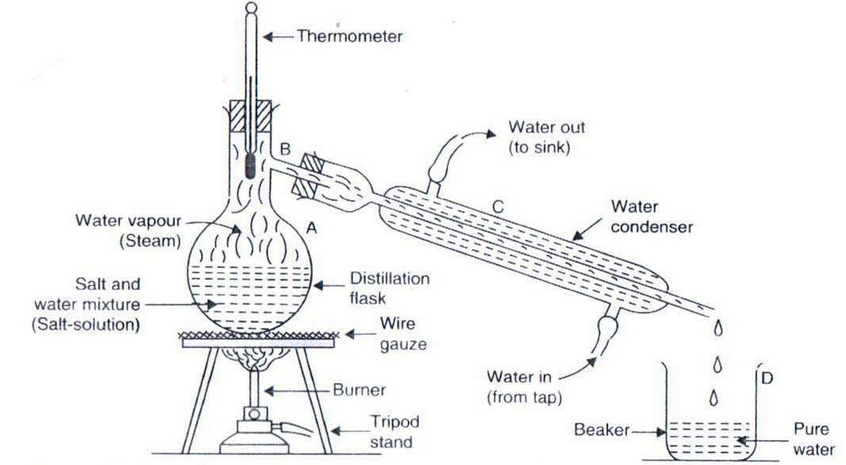 Thermometer
B
Water out
(to sink)
C
Water
condenser
Water vapour
(Steam)
A
Salt and
water mixture
(Salt-solution)
Distillation
flask
Wire
gauze
Water in
(from tap)
D
Burner
Tripod
stand
Beaker
Pure
water